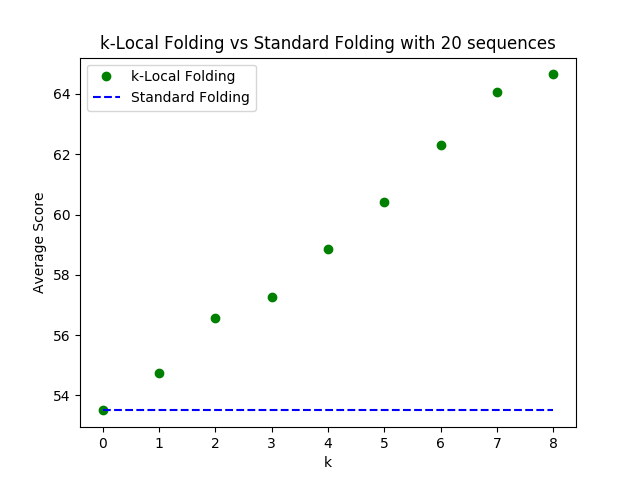 k-Local Folding vs Standard Folding with 20 sequences
k-Local Folding
Standard Folding
Average Score
64
62
60
58
56
54
0 1 2 3 4 5 6 7 8
k